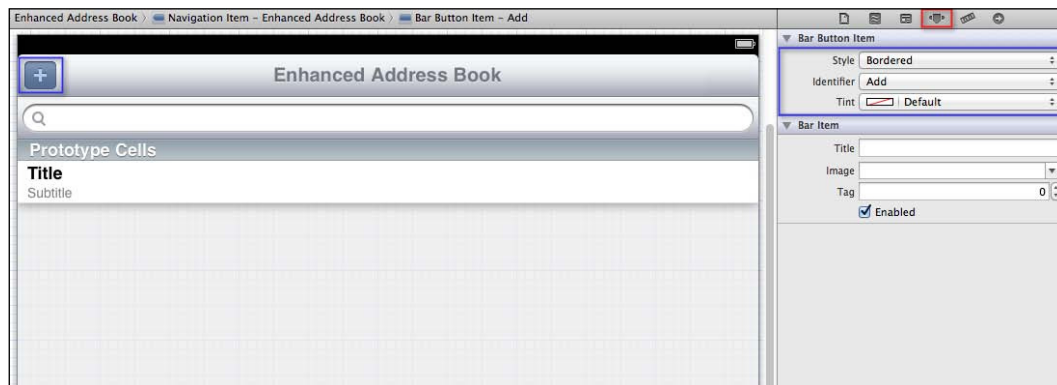 Enhanced Address Book 〉 Navigation Item – Enhanced Address Book 〉 Bar Button Item – Add
Enhanced Address Book
Prototype Cells
Title
Subtitle
Bar Button Item
Style Bordered
Identifier Add
Tint Default
Bar Item
Title
Image
Tag 0
Enabled